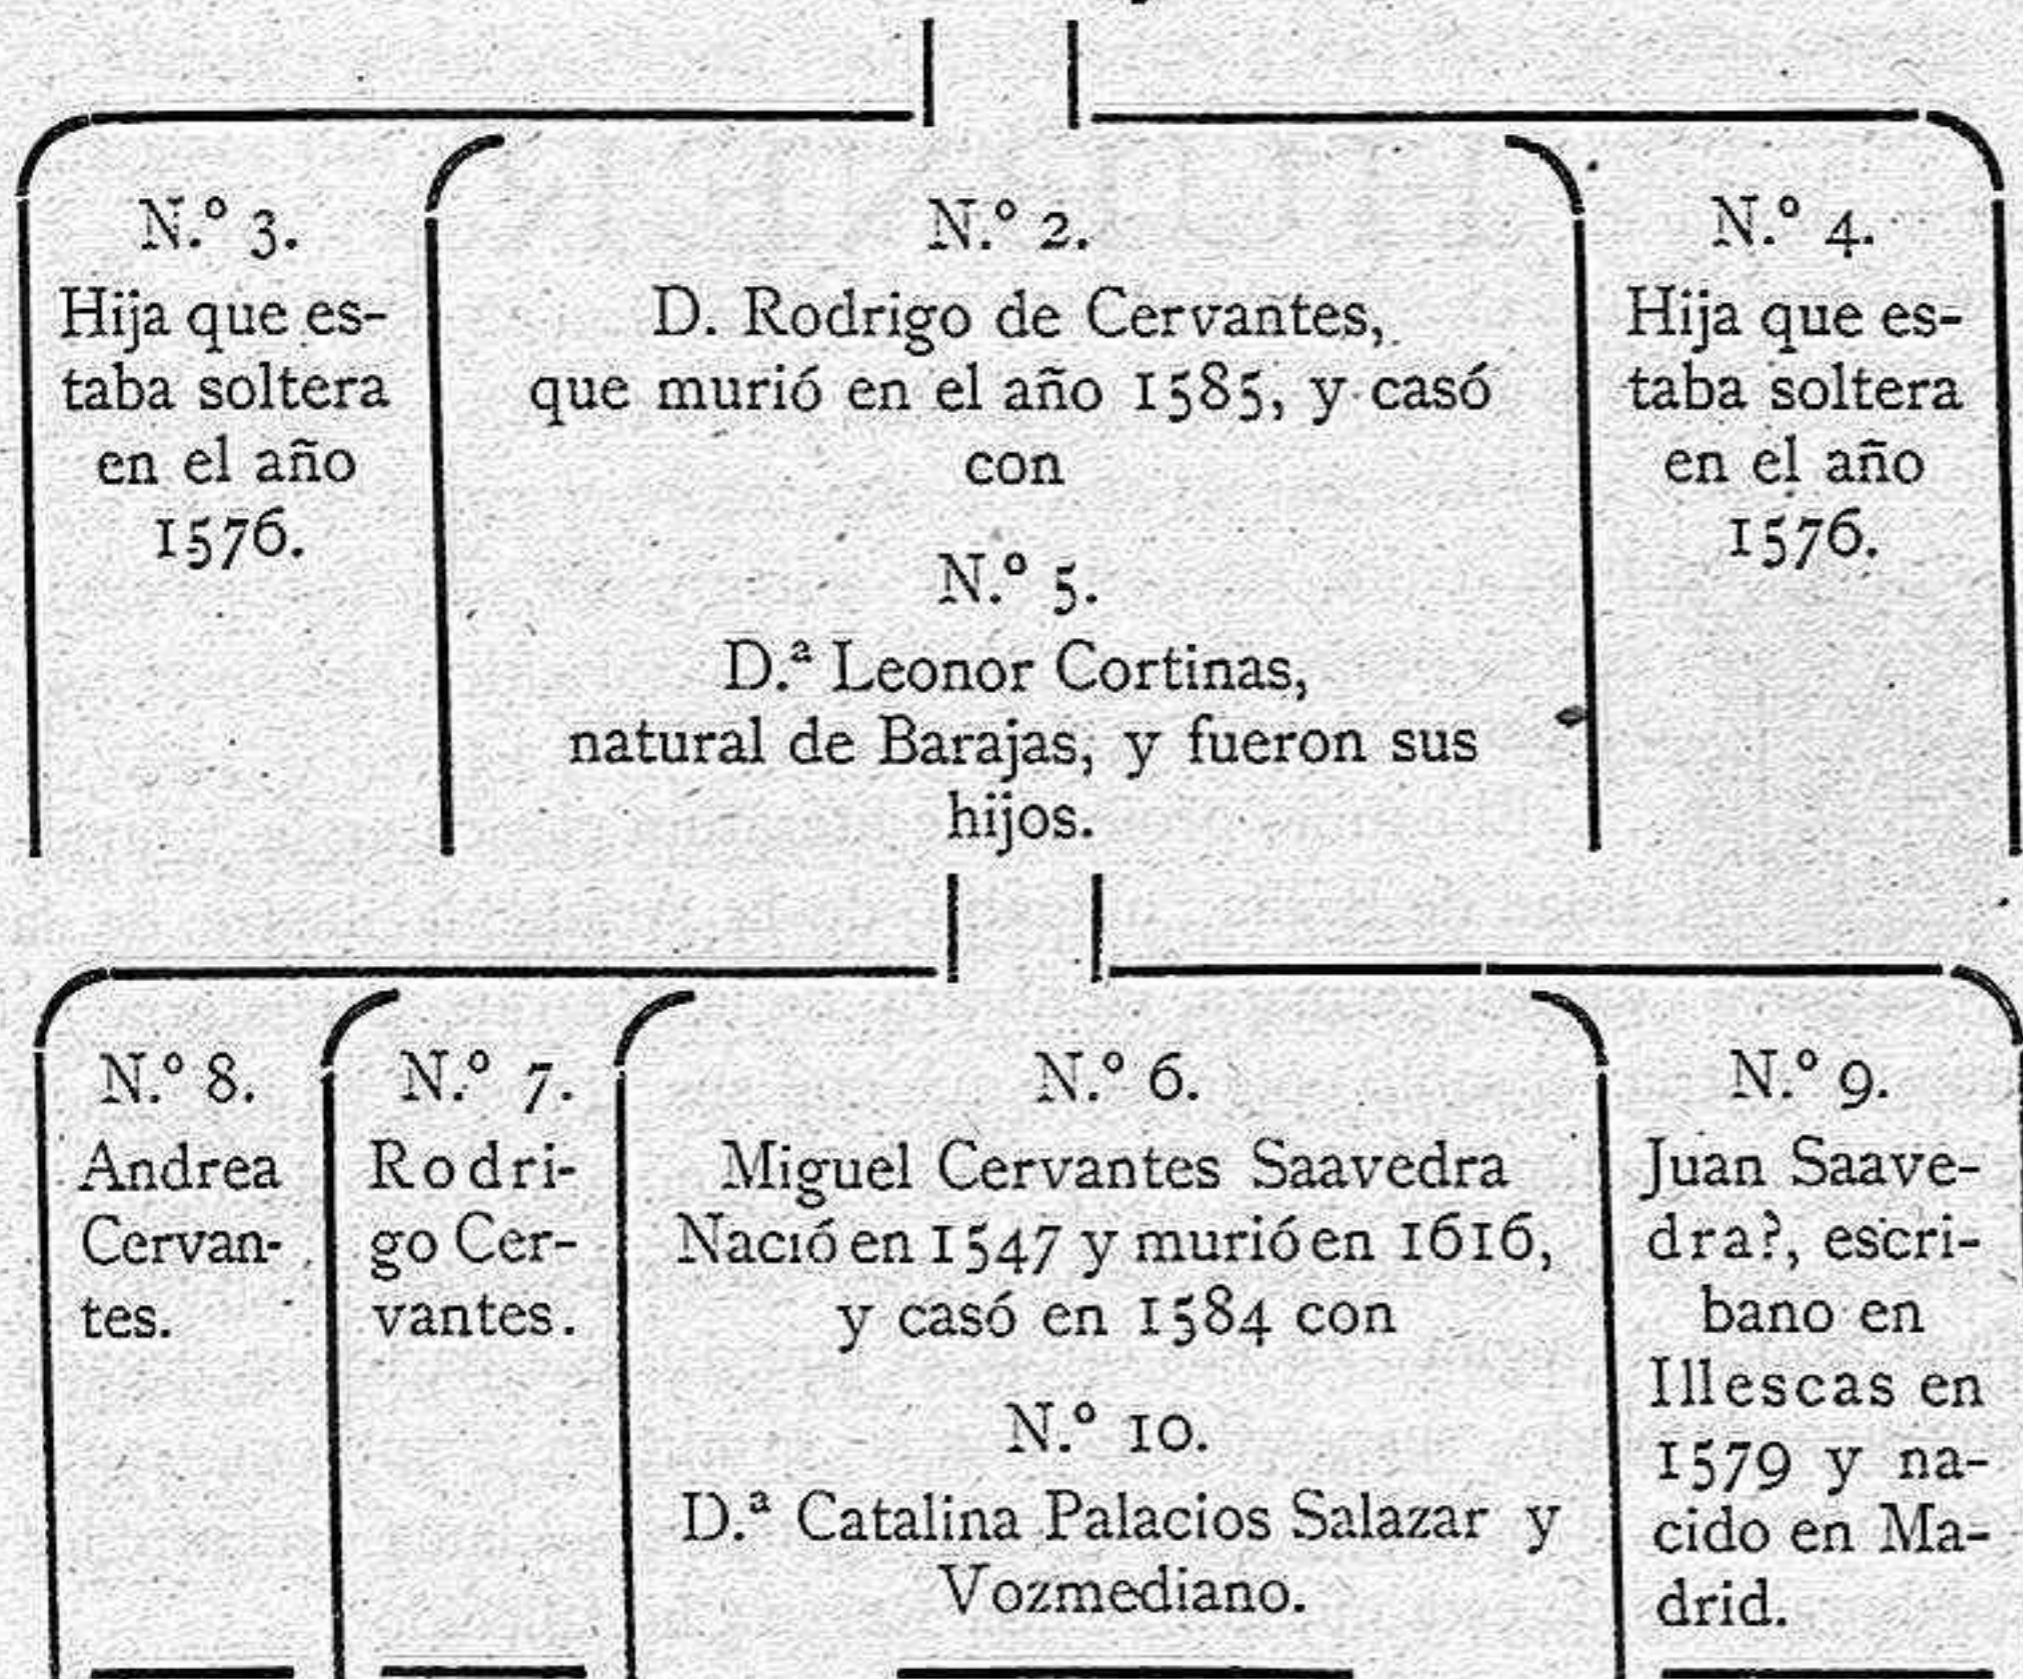 N.º 3.
Hija que es-
taba soltera
en el año
1576.
N.º 2.
D. Rodrigo de Cervantes,
que murió en el año 1585, y casó
con
N.º 5.
D.ª Leonor Cortinas,
natural de Barajas, y fueron sus
hijos.
N.º 4.
Hija que es-
taba soltera
en el año
1576.
N.º 8.
Andrea
Cervan-
tes.
N.º 7.
Rodri-
go Cer-
vantes.
N.º 6.
Miguel Cervantes Saavedra
Nació en 1547 y murió en 1616,
y casó en 1584 con
N.º 10.
D.ª Catalina Palacios Salazar y
Vozmediano.
N.º 9.
Juan Saave-
dra?, escri-
bano en
Illescas en
1579 y na-
cido en Ma-
drid.